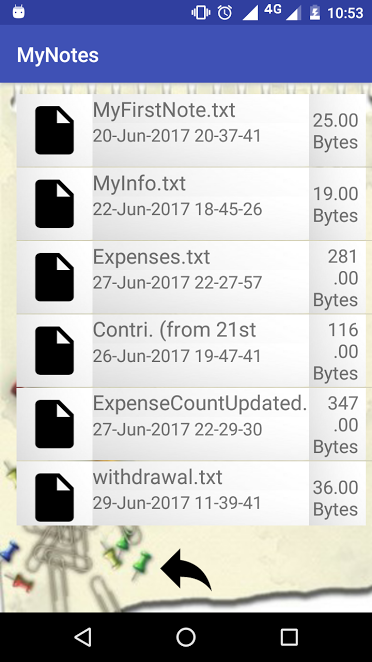 4G 10:53
MyNotes
MyFirstNote.txt
20-Jun-2017 20-37-41
25.00
Bytes
MyInfo.txt
22-Jun-2017 18-45-26
19.00
Bytes
Expenses.txt
27-Jun-2017 22-27-57
281
.00
Bytes
Contri. (from 21st
26-Jun-2017 19-47-41
116
.00
Bytes
ExpenseCountUpdated.
27-Jun-2017 22-29-30
347
.00
Bytes
withdrawal.txt
29-Jun-2017 11-39-41
36.00
Bytes